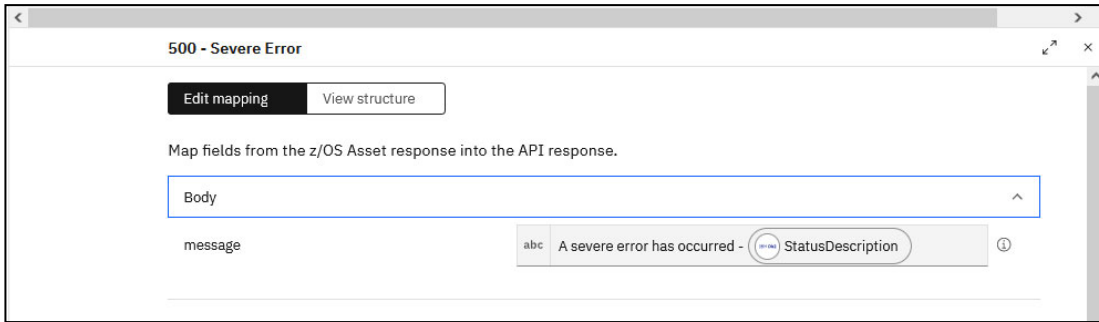 500 - Severe Error
Edit mapping View structure
Map fields from the z/OS Asset response into the API response.
Body
message abc A severe error has occurred - StatusDescription